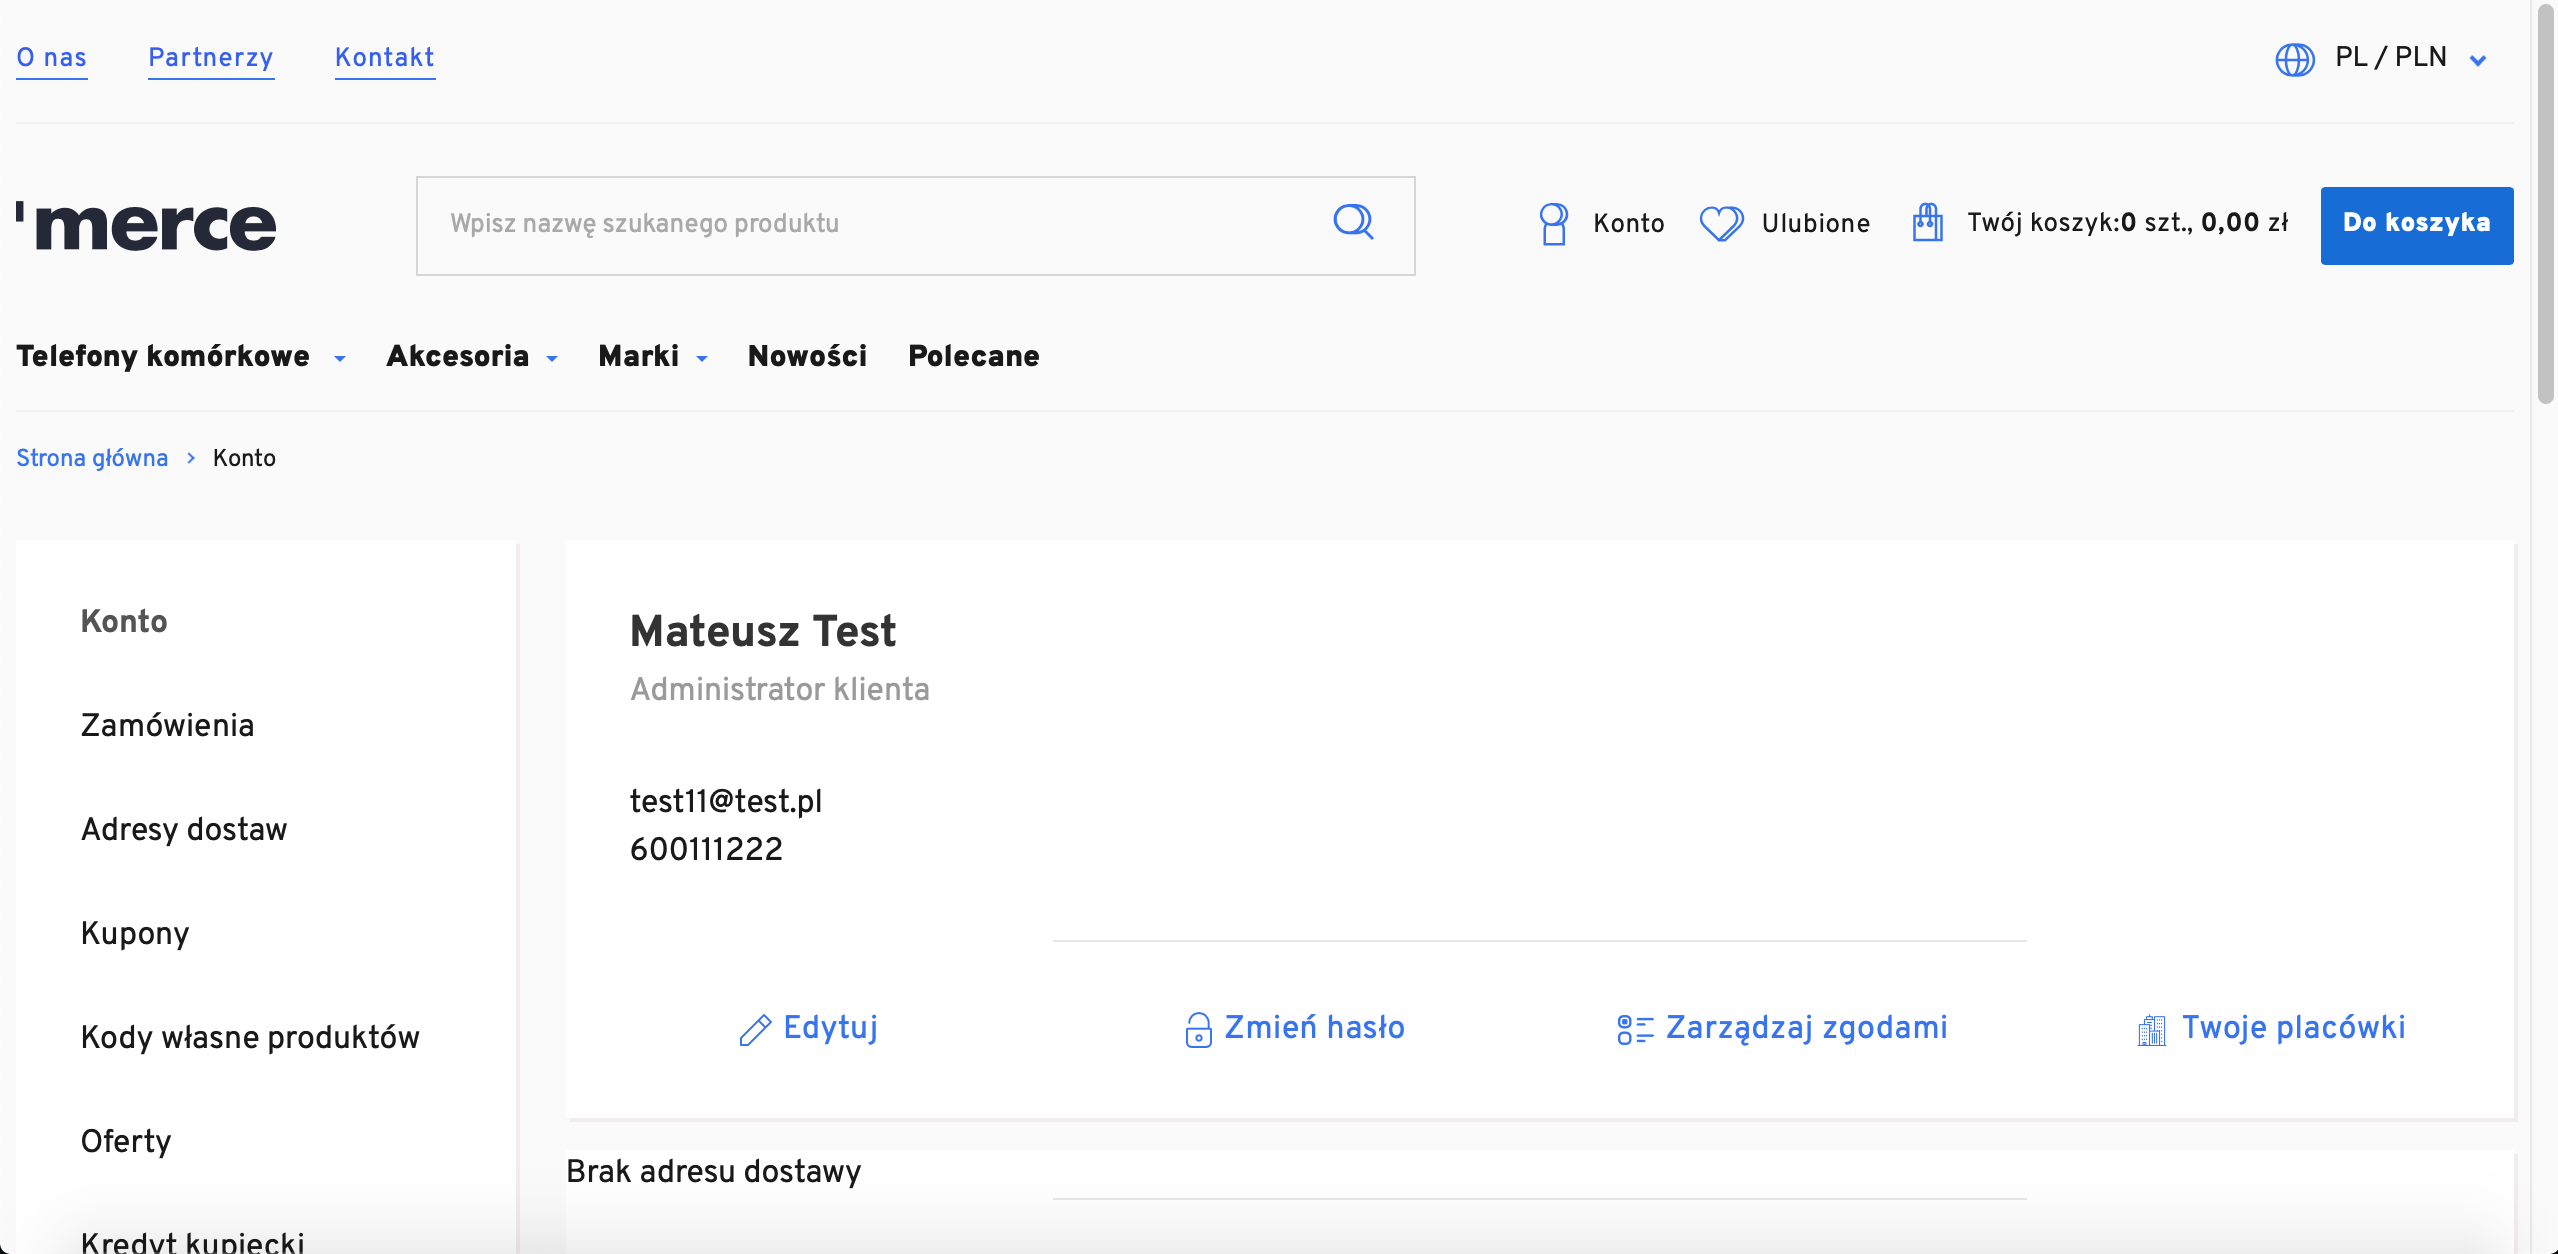 O nas Partnerzy Kontakt PL / PLN
'merce Wpisz nazwę szukanego produktu Konto Ulubione Twój koszyk:0 szt., 0,00 zł Do koszyka
Telefony komórkowe Akcesoria Marki Nowości Polecane
Strona główna > Konto
Konto
Zamówienia
Adresy dostaw
Kupony
Kody własne produktów
Oferty
Kredyt kupiecki
Mateusz Test
Administrator klienta
test11@test.pl
600111222
Edytuj Zmień hasło Zarządzaj zgodami Twoje placówki
Brak adresu dostawy